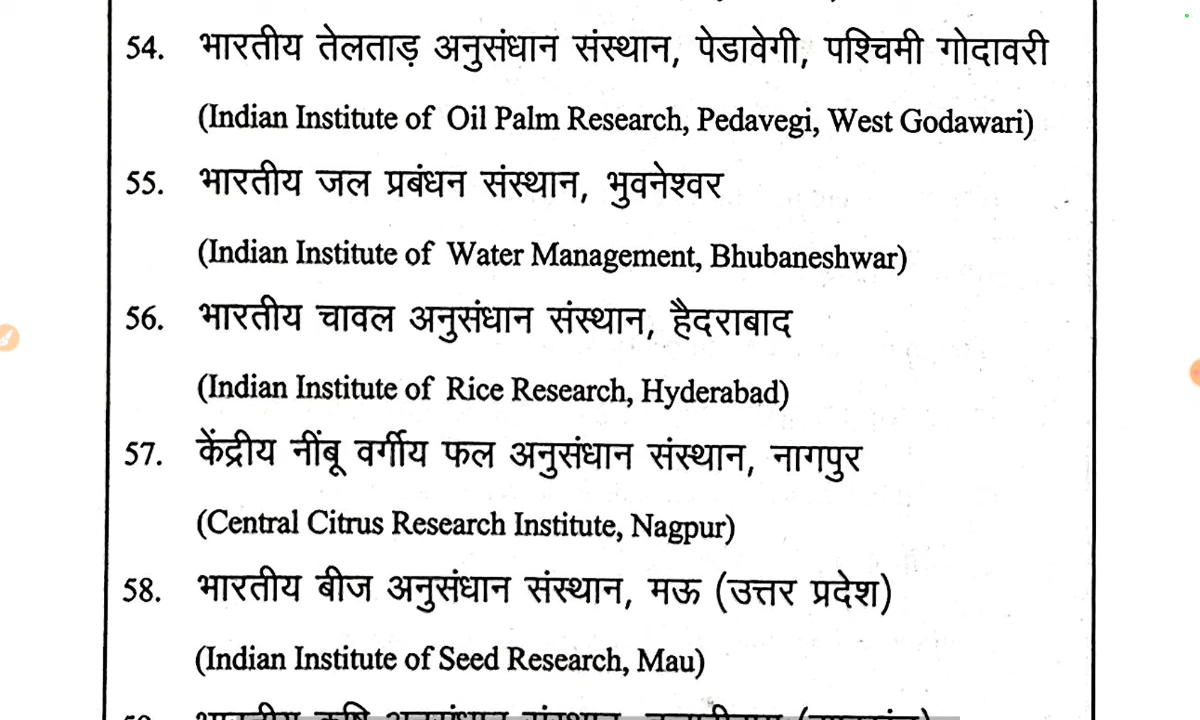 54. भारतीय तेलताड़ अनुसंधान संस्थान, पेडावेगी, पश्चिमी गोदावरी
(Indian Institute of Oil Palm Research, Pedavegi, West Godawari)
55. भारतीय जल प्रबंधन संस्थान, भुवनेश्वर
(Indian Institute of Water Management, Bhubaneshwar)
56. भारतीय चावल अनुसंधान संस्थान, हैदराबाद
(Indian Institute of Rice Research, Hyderabad)
57. केंद्रीय नींबू वर्गीय फल अनुसंधान संस्थान, नागपुर
(Central Citrus Research Institute, Nagpur)
58. भारतीय बीज अनुसंधान संस्थान, मऊ (उत्तर प्रदेश)
(Indian Institute of Seed Research, Mau)
59. भारतीय कृषि अनुसंधान संस्थान,